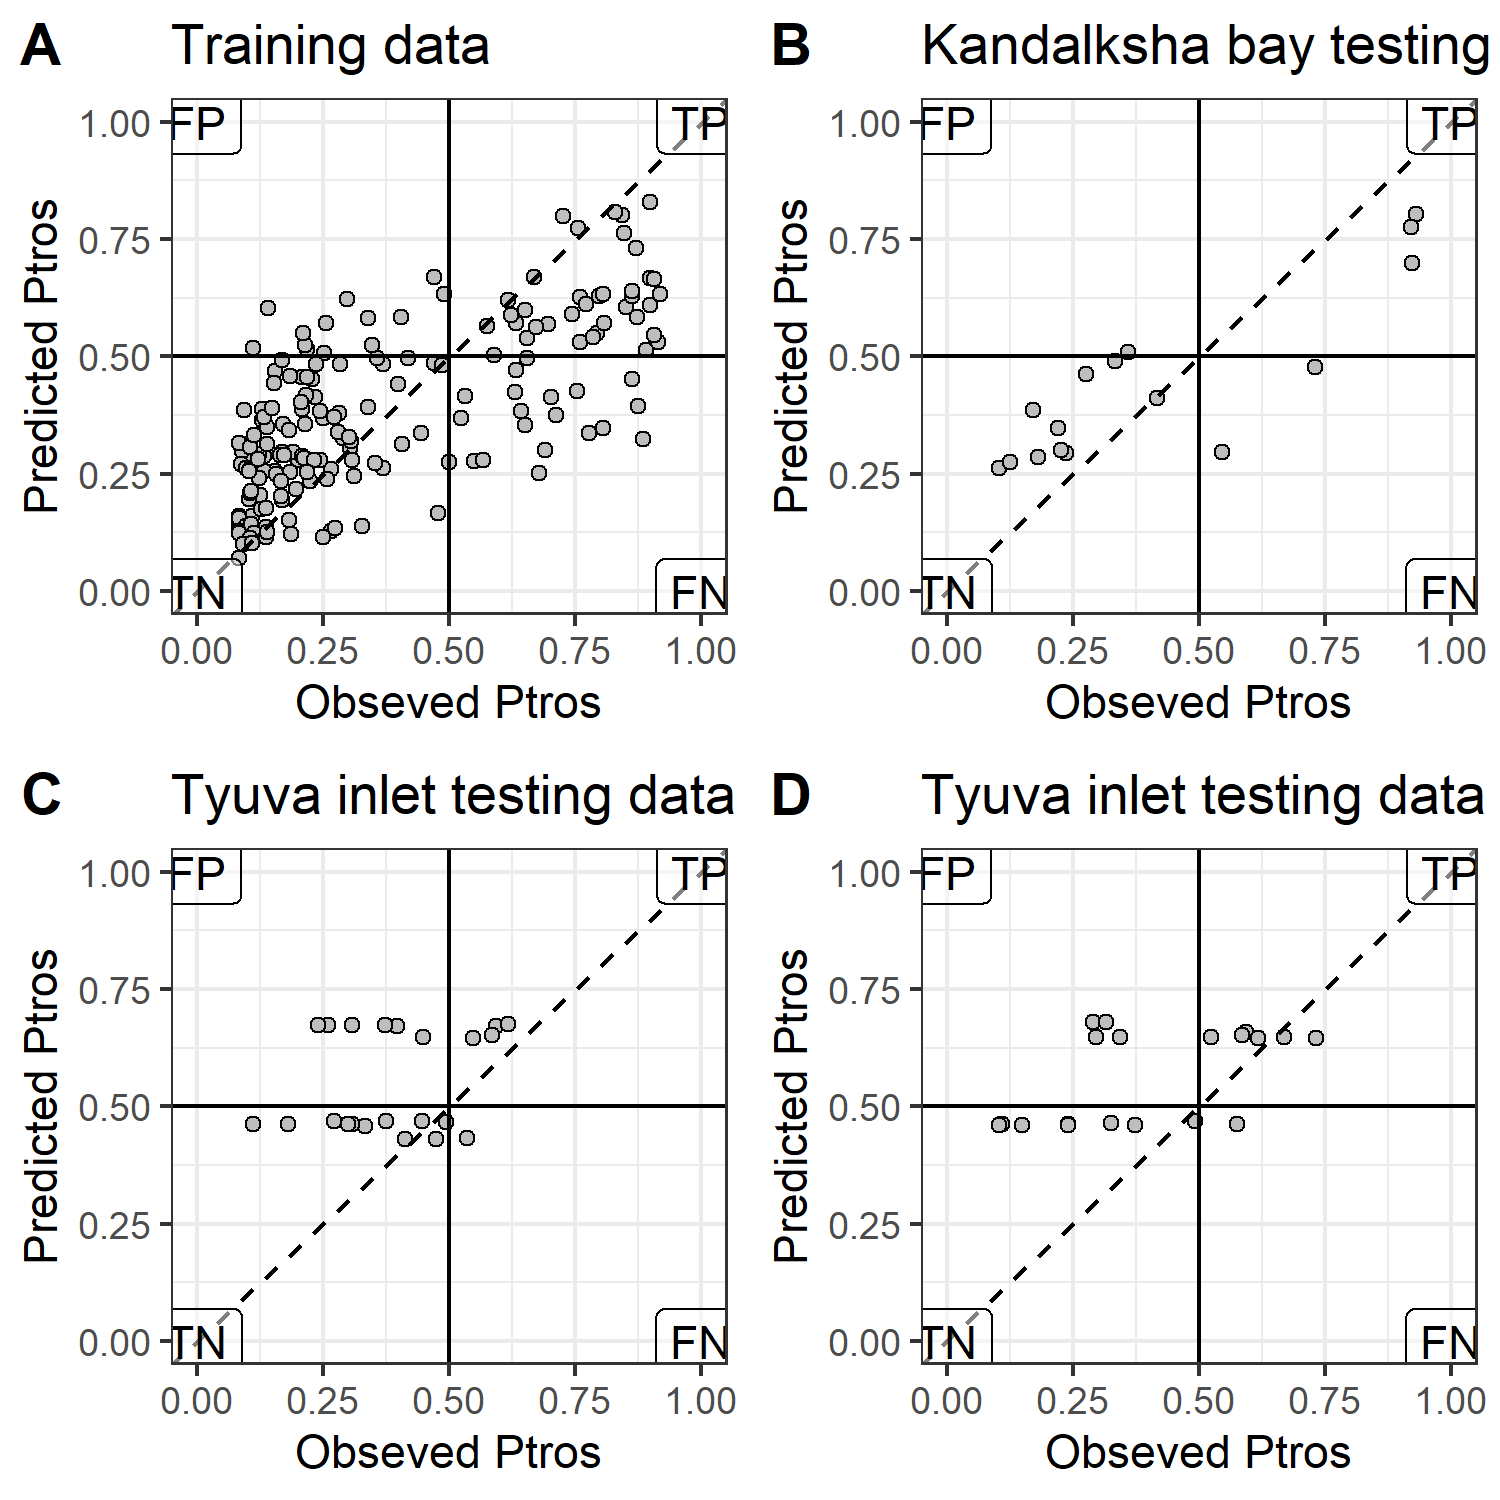 A Training data
FP TP
1.00
0.75
0.50
0.25
0.00
TN FN
0.00 0.25 0.50 0.75 1.00
Obseved Ptros
Predicted Ptros
B Kandalksha bay testing
FP TP
1.00
0.75
0.50
0.25
0.00
TN FN
0.00 0.25 0.50 0.75 1.00
Obseved Ptros
Predicted Ptros
C Tyuva inlet testing data
FP TP
1.00
0.75
0.50
0.25
0.00
TN FN
0.00 0.25 0.50 0.75 1.00
Obseved Ptros
Predicted Ptros
D Tyuva inlet testing data
FP TP
1.00
0.75
0.50
0.25
0.00
TN FN
0.00 0.25 0.50 0.75 1.00
Obseved Ptros
Predicted Ptros